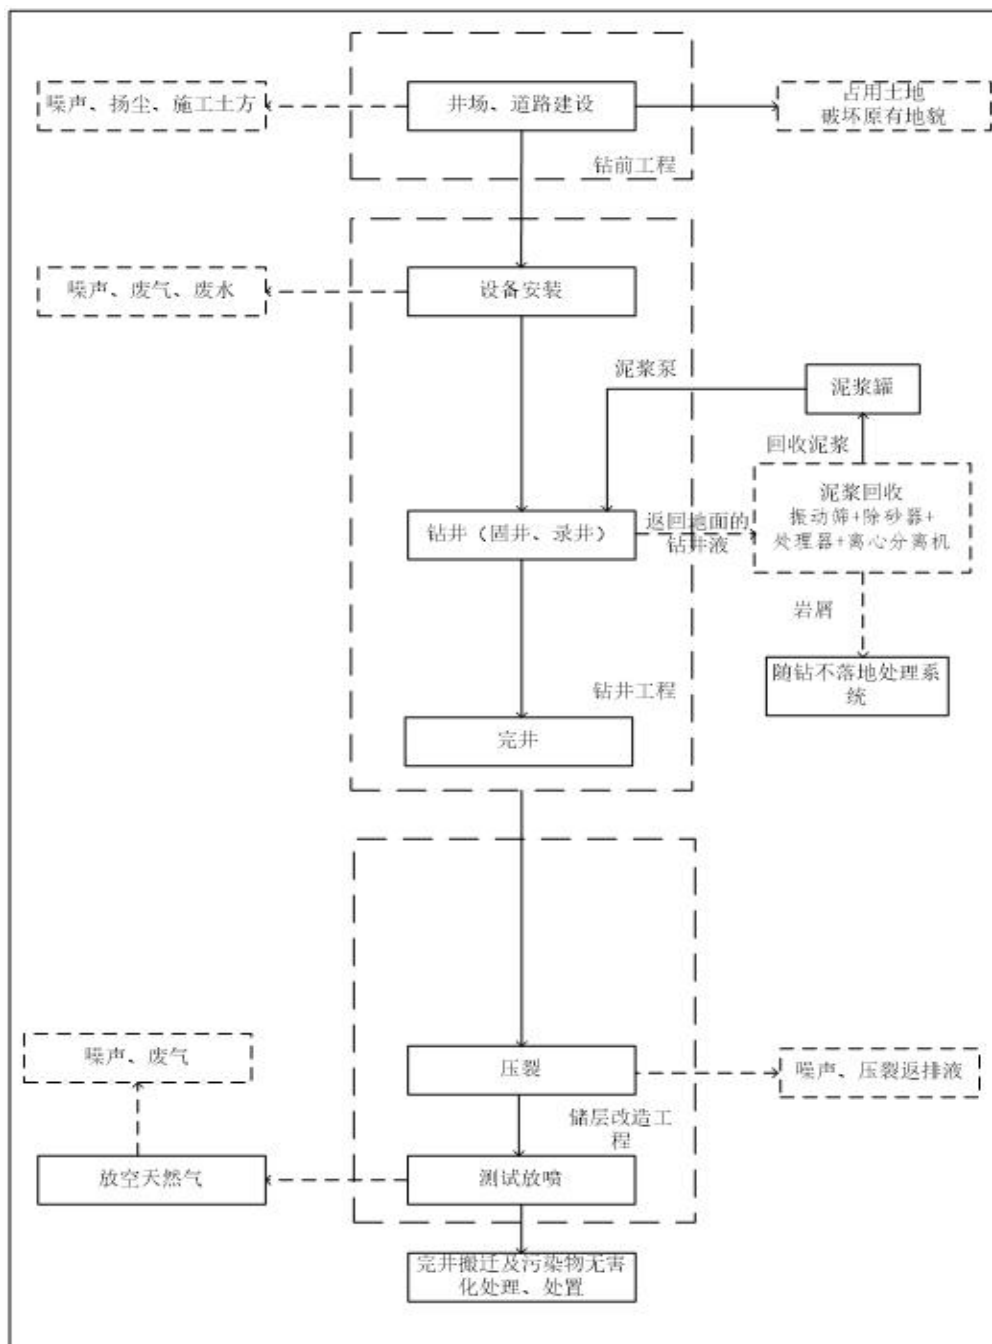 噪声、扬尘、施工土方
井场、道路建设
占用土地
破坏原有地貌
钻前工程
噪声、废气、废水
设备安装
泥浆泵
泥浆罐
回收泥浆
泥浆回收
振动筛+除砂器+
处理器+离心分离机
钻井（固井、录井）
返回地面的
钻井液
岩屑
随钻不落地处理系
统
钻井工程
完井
噪声、废气
压裂
噪声、压裂返排液
储层改造工
程
放空天然气
测试放喷
完井搬迁及污染物无害
化处理、处置